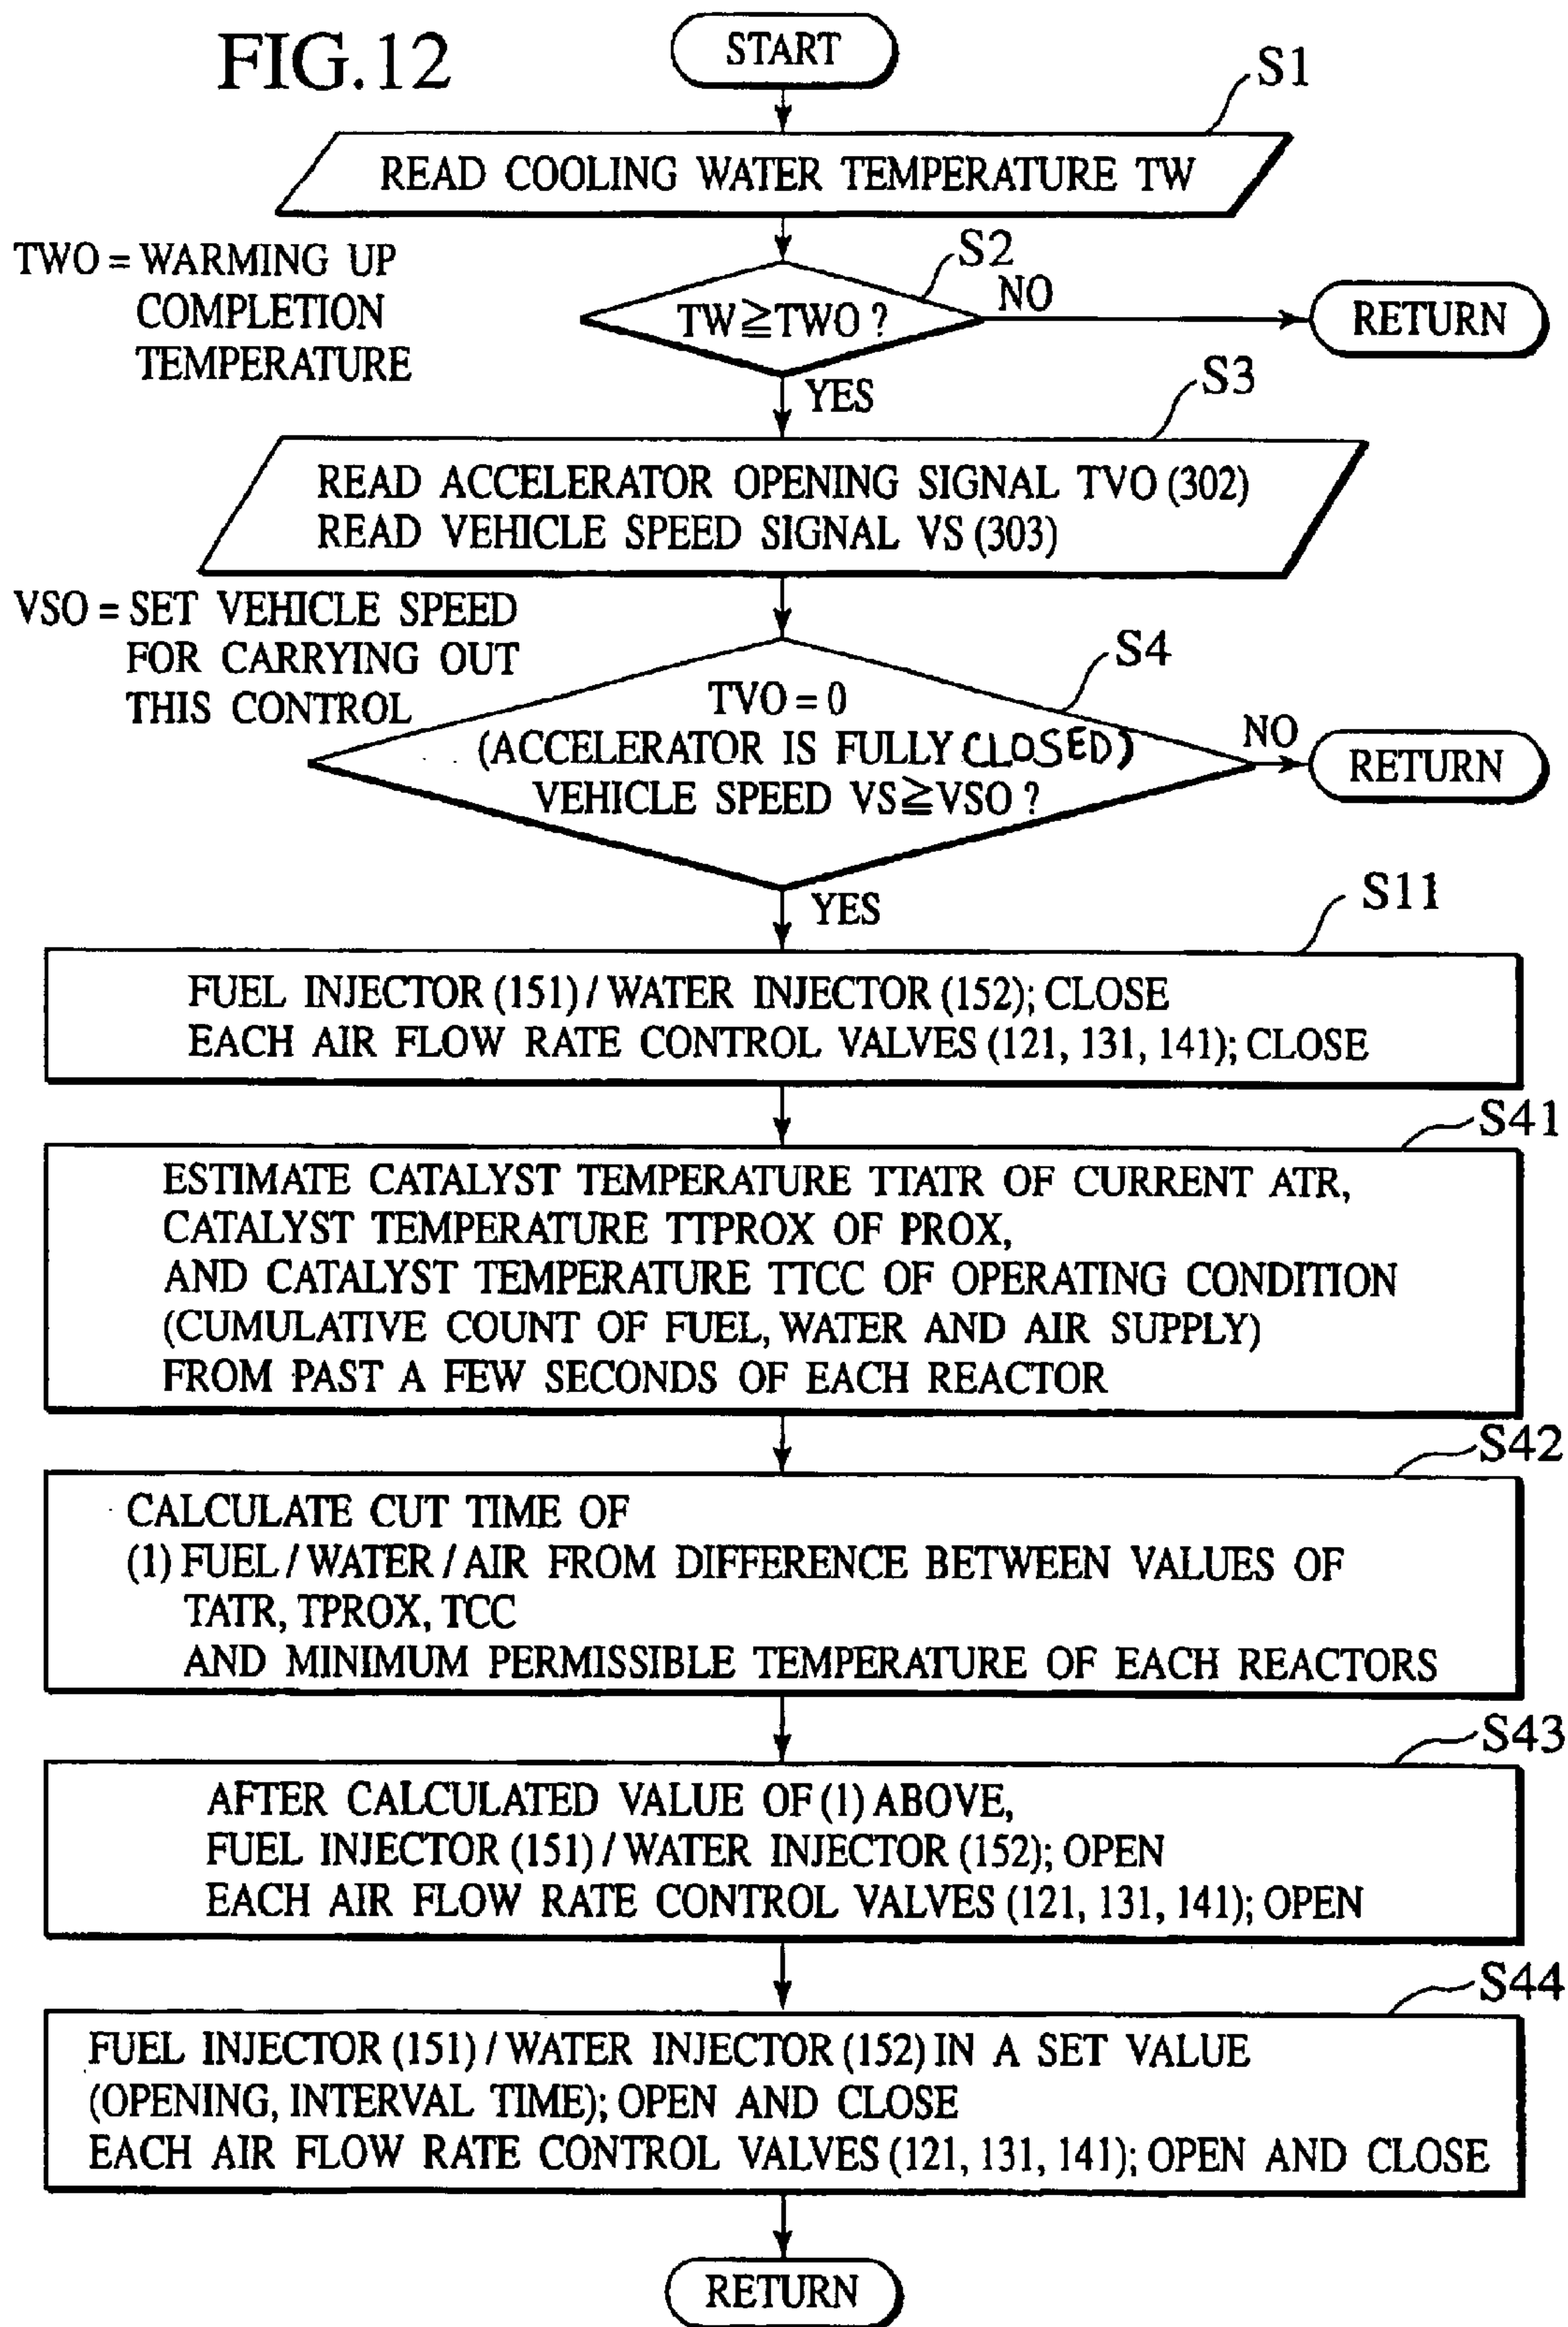 FIG.12
START
S1
READ COOLING WATER TEMPERATURE TW
TWO = WARMING UP
COMPLETION
TEMPERATURE
S2
TW≧TWO ?
NO
RETURN
YES
S3
READ ACCELERATOR OPENING SIGNAL TVO (302)
READ VEHICLE SPEED SIGNAL VS (303)
VSO = SET VEHICLE SPEED
FOR CARRYING OUT
THIS CONTROL
S4
TVO = 0
(ACCELERATOR IS FULLY CLOSED)
VEHICLE SPEED VS≧VSO ?
NO
RETURN
YES
S11
FUEL INJECTOR (151) / WATER INJECTOR (152); CLOSE
EACH AIR FLOW RATE CONTROL VALVES (121, 131, 141); CLOSE
S41
ESTIMATE CATALYST TEMPERATURE TTATR OF CURRENT ATR,
CATALYST TEMPERATURE TTPROX OF PROX,
AND CATALYST TEMPERATURE TTCC OF OPERATING CONDITION
(CUMULATIVE COUNT OF FUEL, WATER AND AIR SUPPLY)
FROM PAST A FEW SECONDS OF EACH REACTOR
S42
CALCULATE CUT TIME OF
(1) FUEL / WATER / AIR FROM DIFFERENCE BETWEEN VALUES OF
TATR, TPROX, TCC
AND MINIMUM PERMISSIBLE TEMPERATURE OF EACH REACTORS
S43
AFTER CALCULATED VALUE OF (1) ABOVE,
FUEL INJECTOR (151) / WATER INJECTOR (152); OPEN
EACH AIR FLOW RATE CONTROL VALVES (121, 131, 141); OPEN
S44
FUEL INJECTOR (151) / WATER INJECTOR (152) IN A SET VALUE
(OPENING, INTERVAL TIME); OPEN AND CLOSE
EACH AIR FLOW RATE CONTROL VALVES (121, 131, 141); OPEN AND CLOSE
RETURN